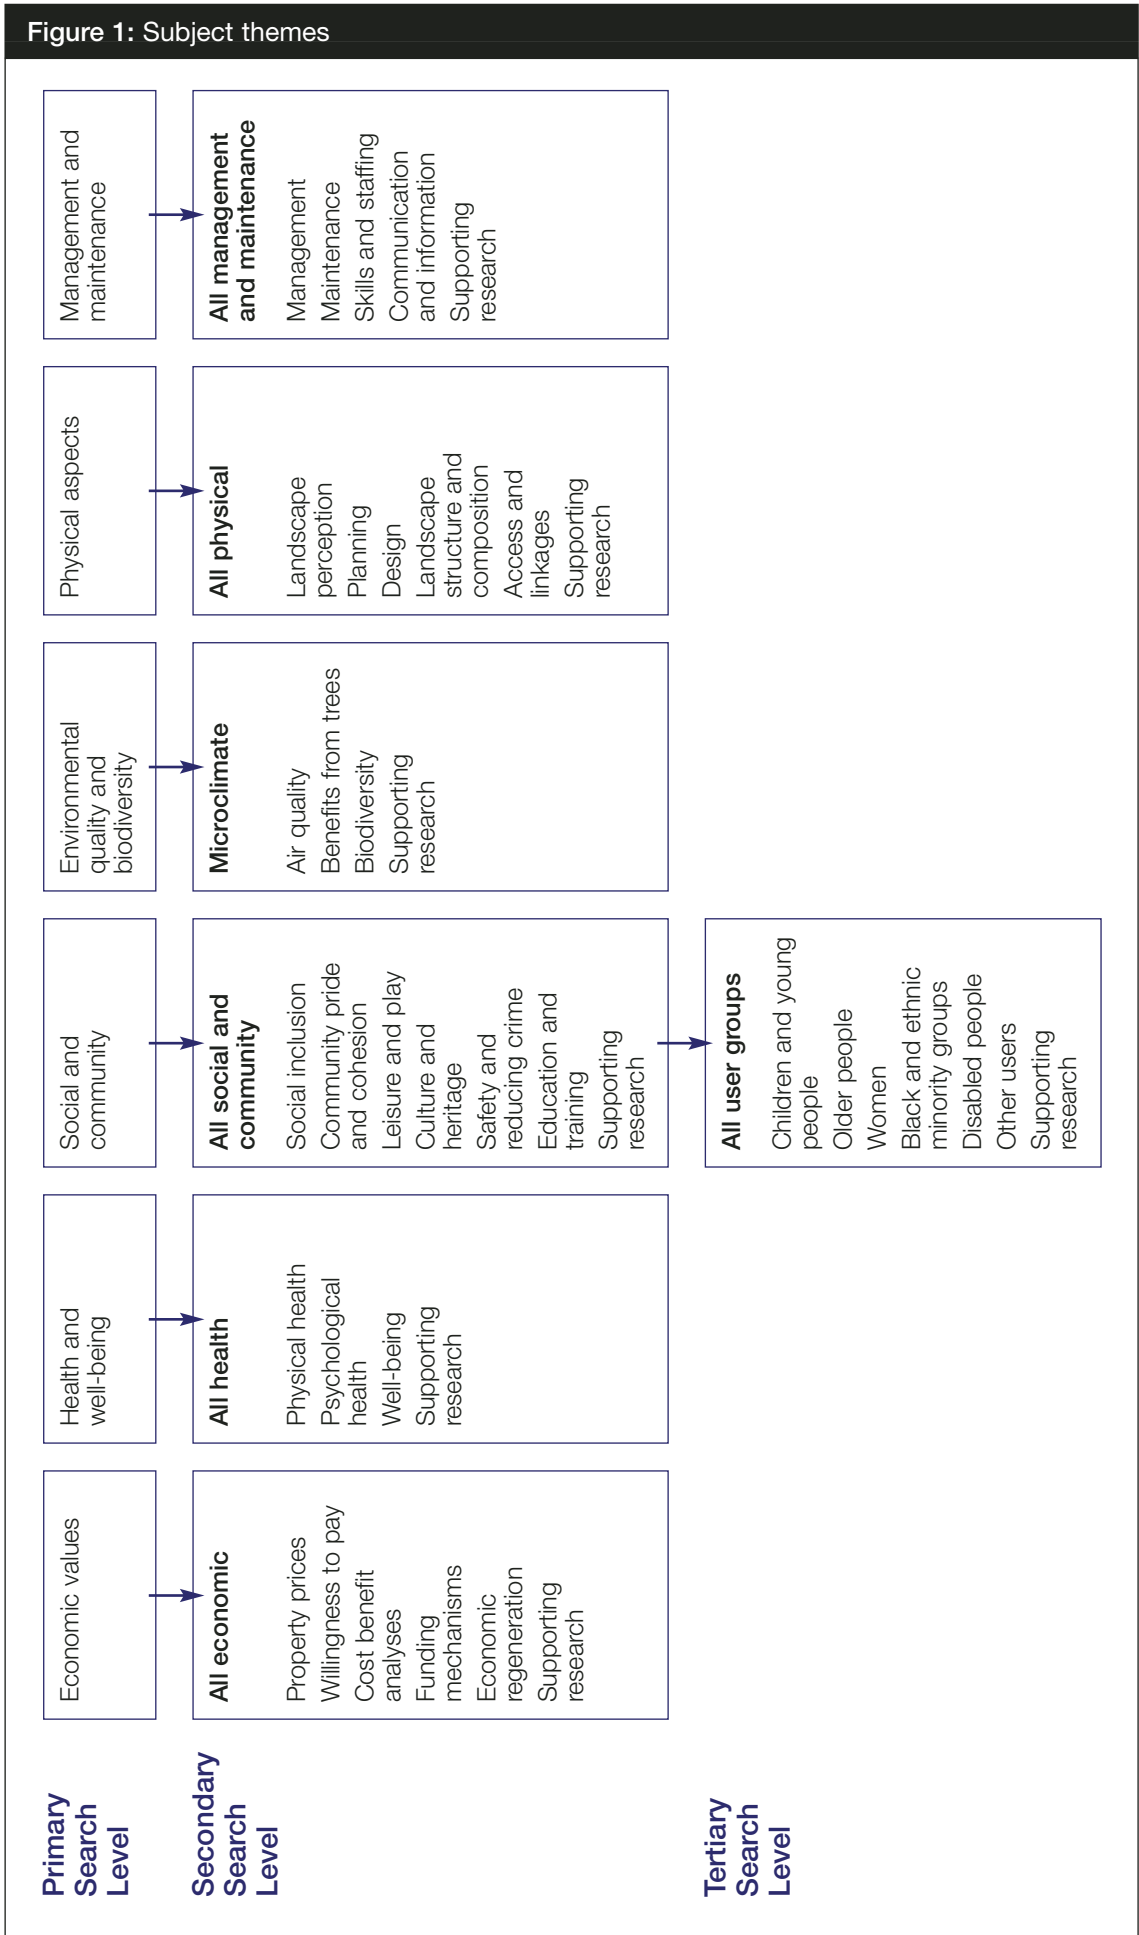 Figure 1: Subject themes
Primary
Search
Level
Economic values
Health and
well-being
Social and
community
Environmental
quality and
biodiversity
Physical aspects
Management and
maintenance
Secondary
Search
Level
All economic
Property prices
Willingness to pay
Cost benefit
analyses
Funding
mechanisms
Economic
regeneration
Supporting
research
All health
Physical health
Psychological
health
Well-being
Supporting
research
All social and
community
Social inclusion
Community pride
and cohesion
Leisure and play
Culture and
heritage
Safety and
reducing crime
Education and
training
Supporting
research
Microclimate
Air quality
Benefits from trees
Biodiversity
Supporting
research
All physical
Landscape
perception
Planning
Design
Landscape
structure and
composition
Access and
linkages
Supporting
research
All management
and maintenance
Management
Maintenance
Skills and staffing
Communication
and information
Supporting
research
Tertiary
Search
Level
All user groups
Children and young
people
Older people
Women
Black and ethnic
minority groups
Disabled people
Other users
Supporting
research